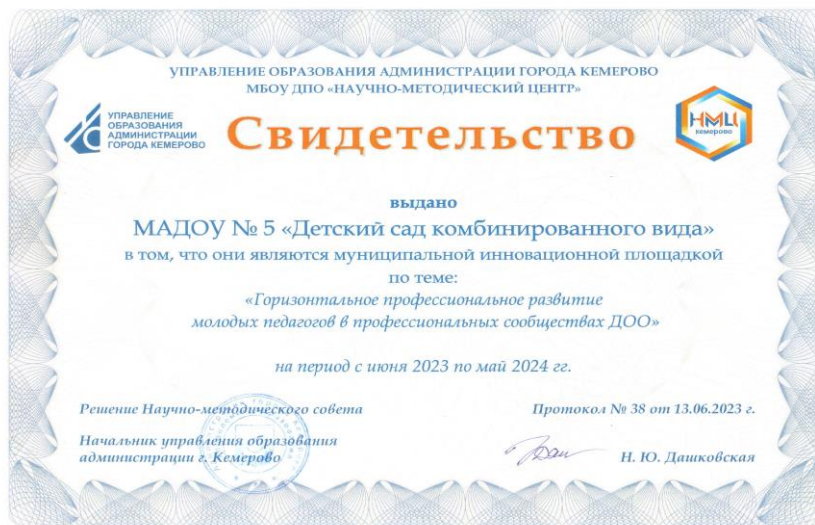 УПРАВЛЕНИЕ ОБРАЗОВАНИЯ АДМИНИСТРАЦИИ ГОРОДА КЕМЕРОВО
МБОУ ДПО «НАУЧНО-МЕТОДИЧЕСКИЙ ЦЕНТР»
УПРАВЛЕНИЕ
ОБРАЗОВАНИЯ
АДМИНИСТРАЦИИ
ГОРОДА КЕМЕРОВО
Свидетельство
НМЦ
кемерово
выдано
МАДОУ № 5 «Детский сад комбинированного вида»
в том, что они являются муниципальной инновационной площадкой
по теме:
«Горизонтальное профессиональное развитие
молодых педагогов в профессиональных сообществах ДОО»
на период с июня 2023 по май 2024 гг.
Решение Научно-методического совета
Протокол № 38 от 13.06.2023 г.
Начальник управления образования
администрации г. Кемерово
Н. Ю. Дашковская